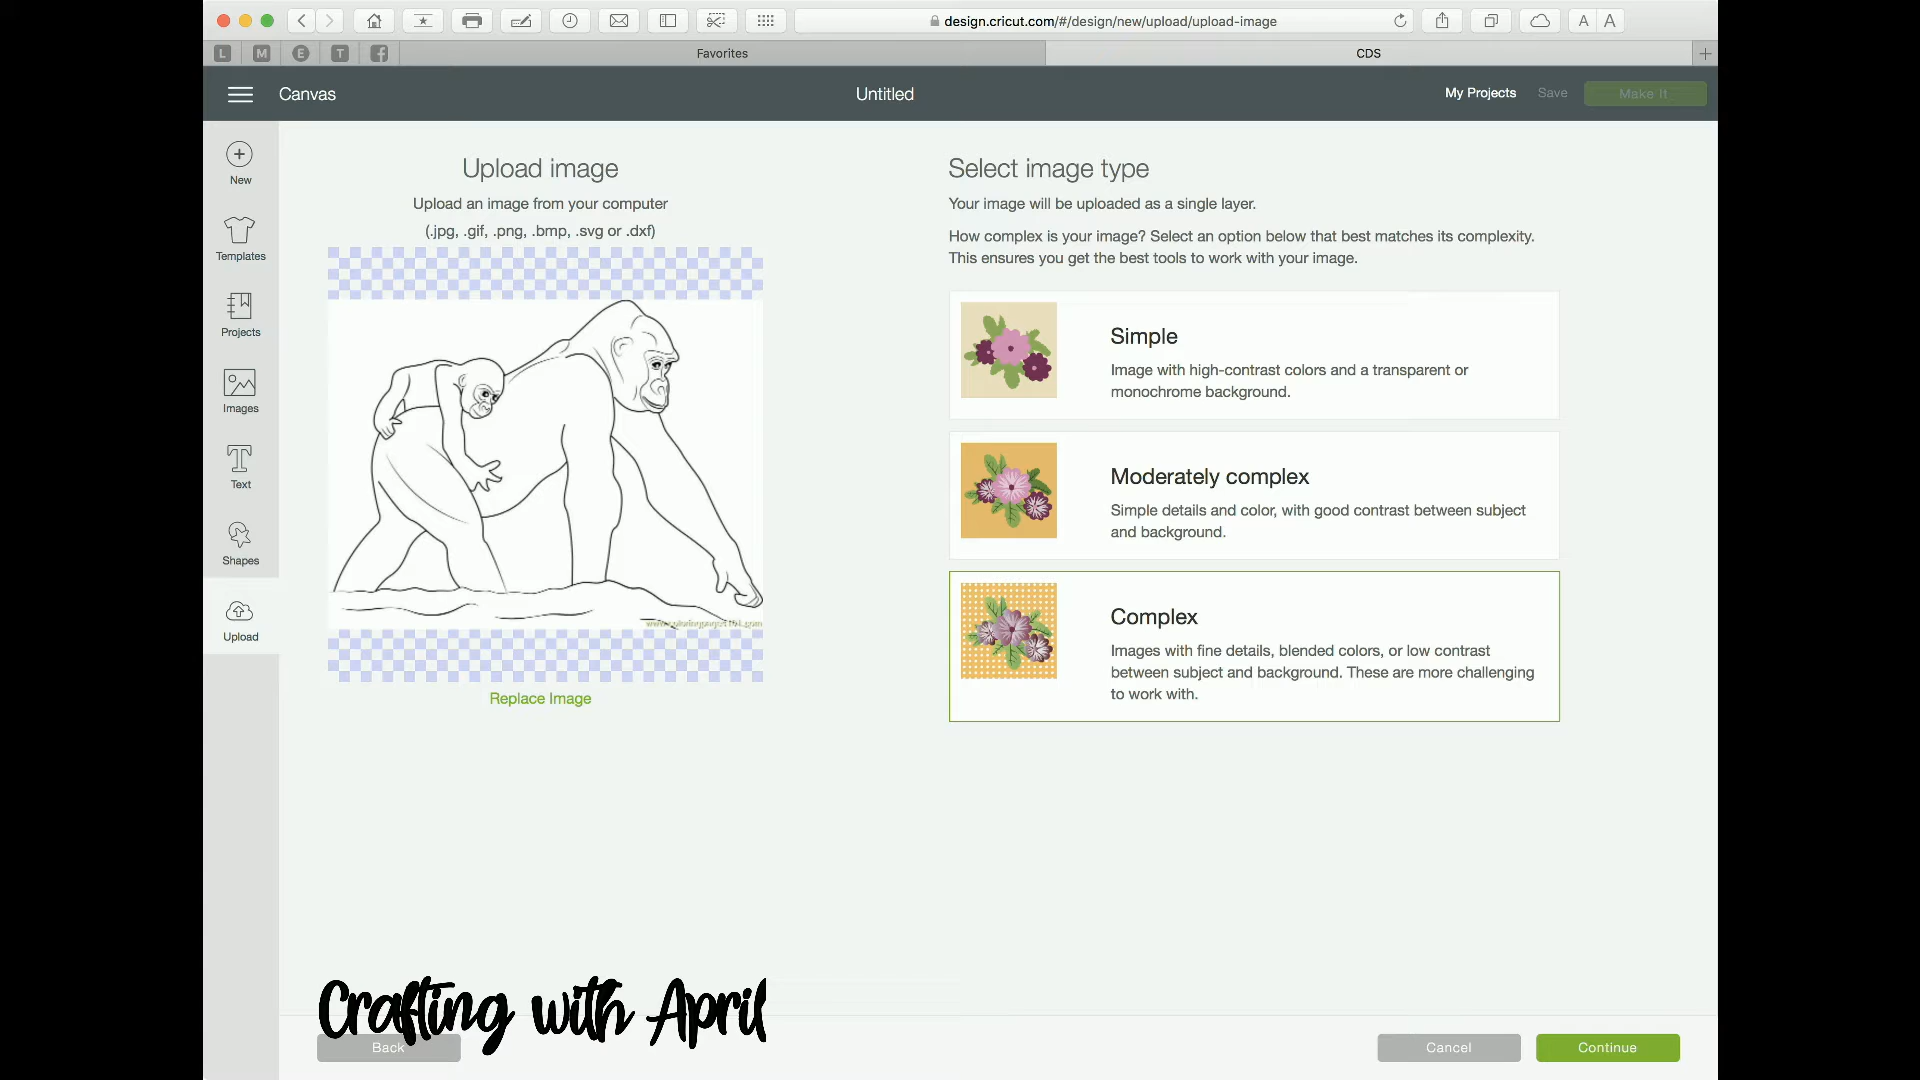 design.cricut.com/#/design/new/upload/upload-image
A A
L M E T f Favorites CDS
Canvas Untitled My Projects Save Make It
New
Templates
Projects
Images
Text
Shapes
Upload
Upload image
Upload an image from your computer
(.jpg, .gif, .png, .bmp, .svg or .dxf)
www.coloringpages101.com
Replace Image
Select image type
Your image will be uploaded as a single layer.
How complex is your image? Select an option below that best matches its complexity.
This ensures you get the best tools to work with your image.
Simple
Image with high-contrast colors and a transparent or
monochrome background.
Moderately complex
Simple details and color, with good contrast between subject
and background.
Complex
Images with fine details, blended colors, or low contrast
between subject and background. These are more challenging
to work with.
Crafting with April
Back Cancel Continue